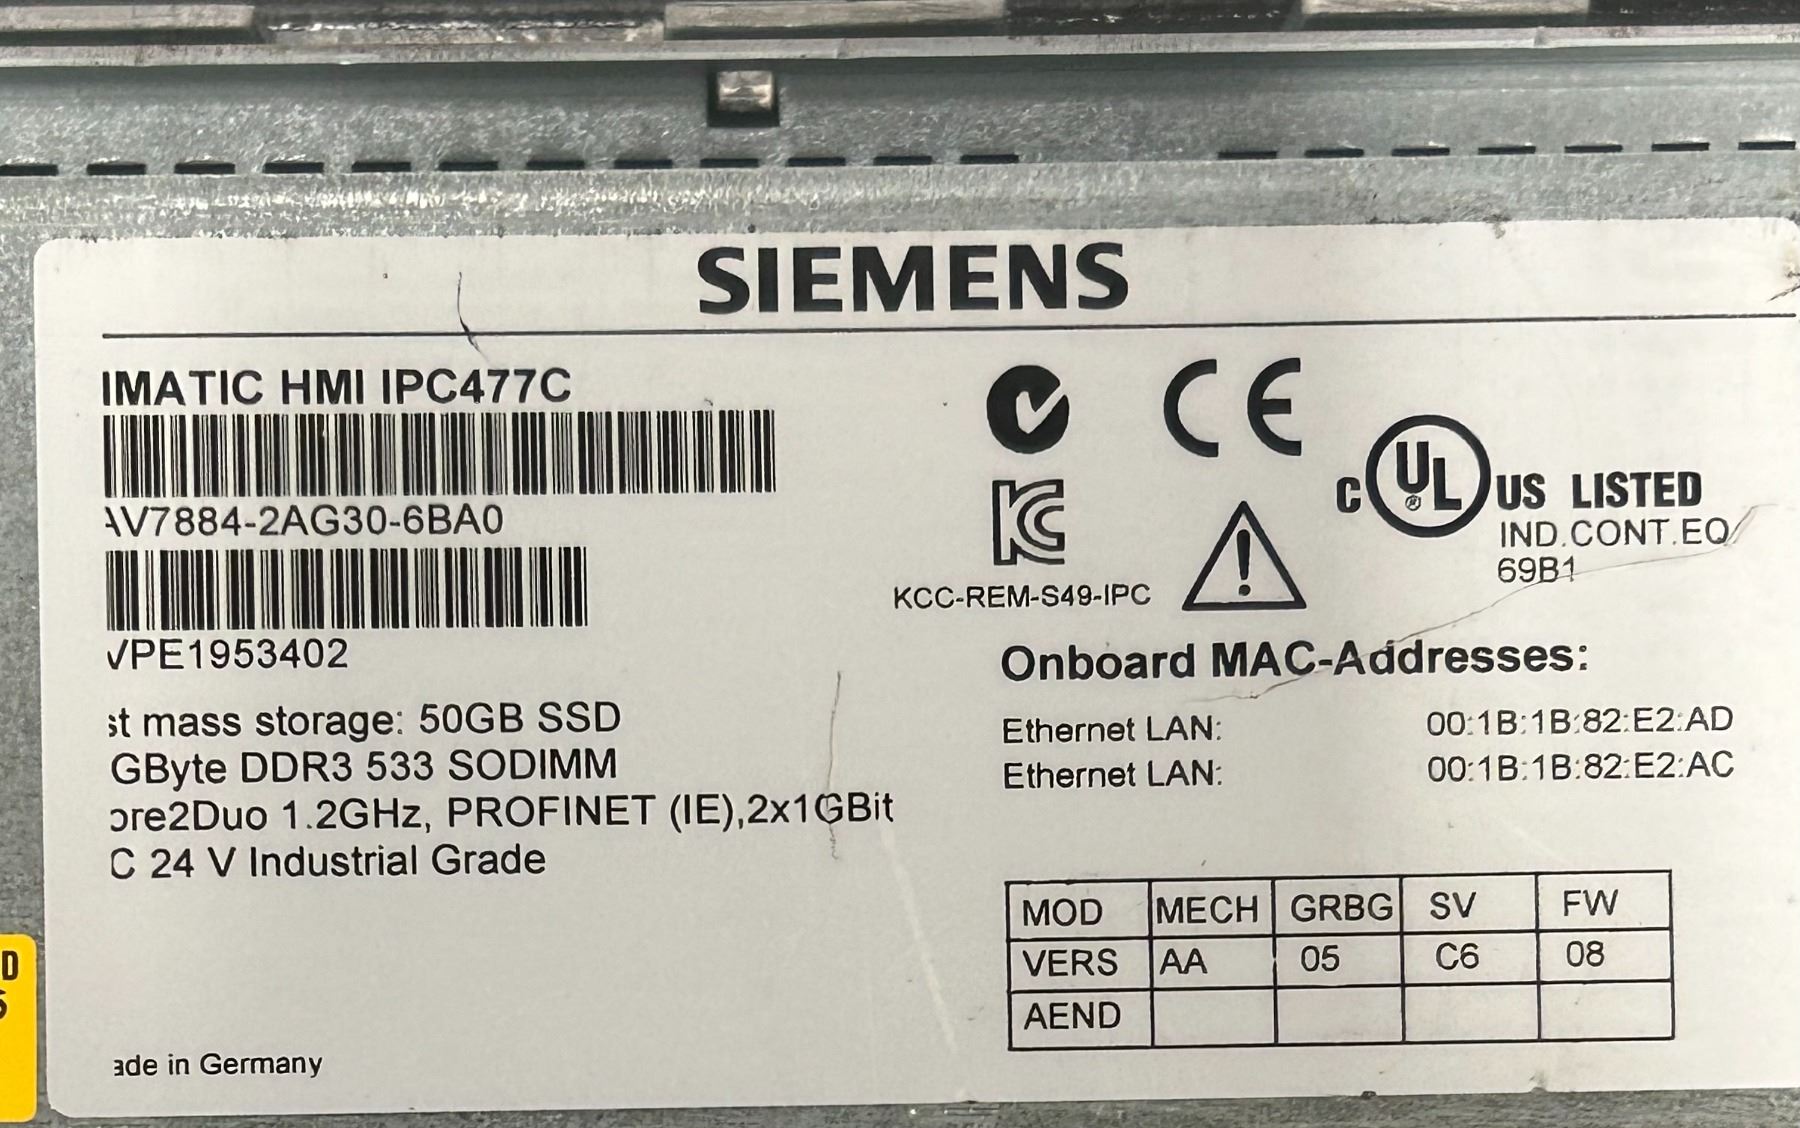 SIEMENS
IMATIC HMI IPC477C
AV7884-2AG30-6BA0
VPE1953402
st mass storage: 50GB SSD
GByte DDR3 533 SODIMM
ore2Duo 1.2GHz, PROFINET (IE),2x1GBit
C 24 V Industrial Grade
ade in Germany
CE
C UL ® US LISTED
IND.CONT.EQ
69B1
KC
KCC-REM-S49-IPC
Onboard MAC-Addresses:
Ethernet LAN: 00:1B:1B:82:E2:AD
Ethernet LAN: 00:1B:1B:82:E2:AC
MOD MECH GRBG SV FW
VERS AA 05 C6 08
AEND
D